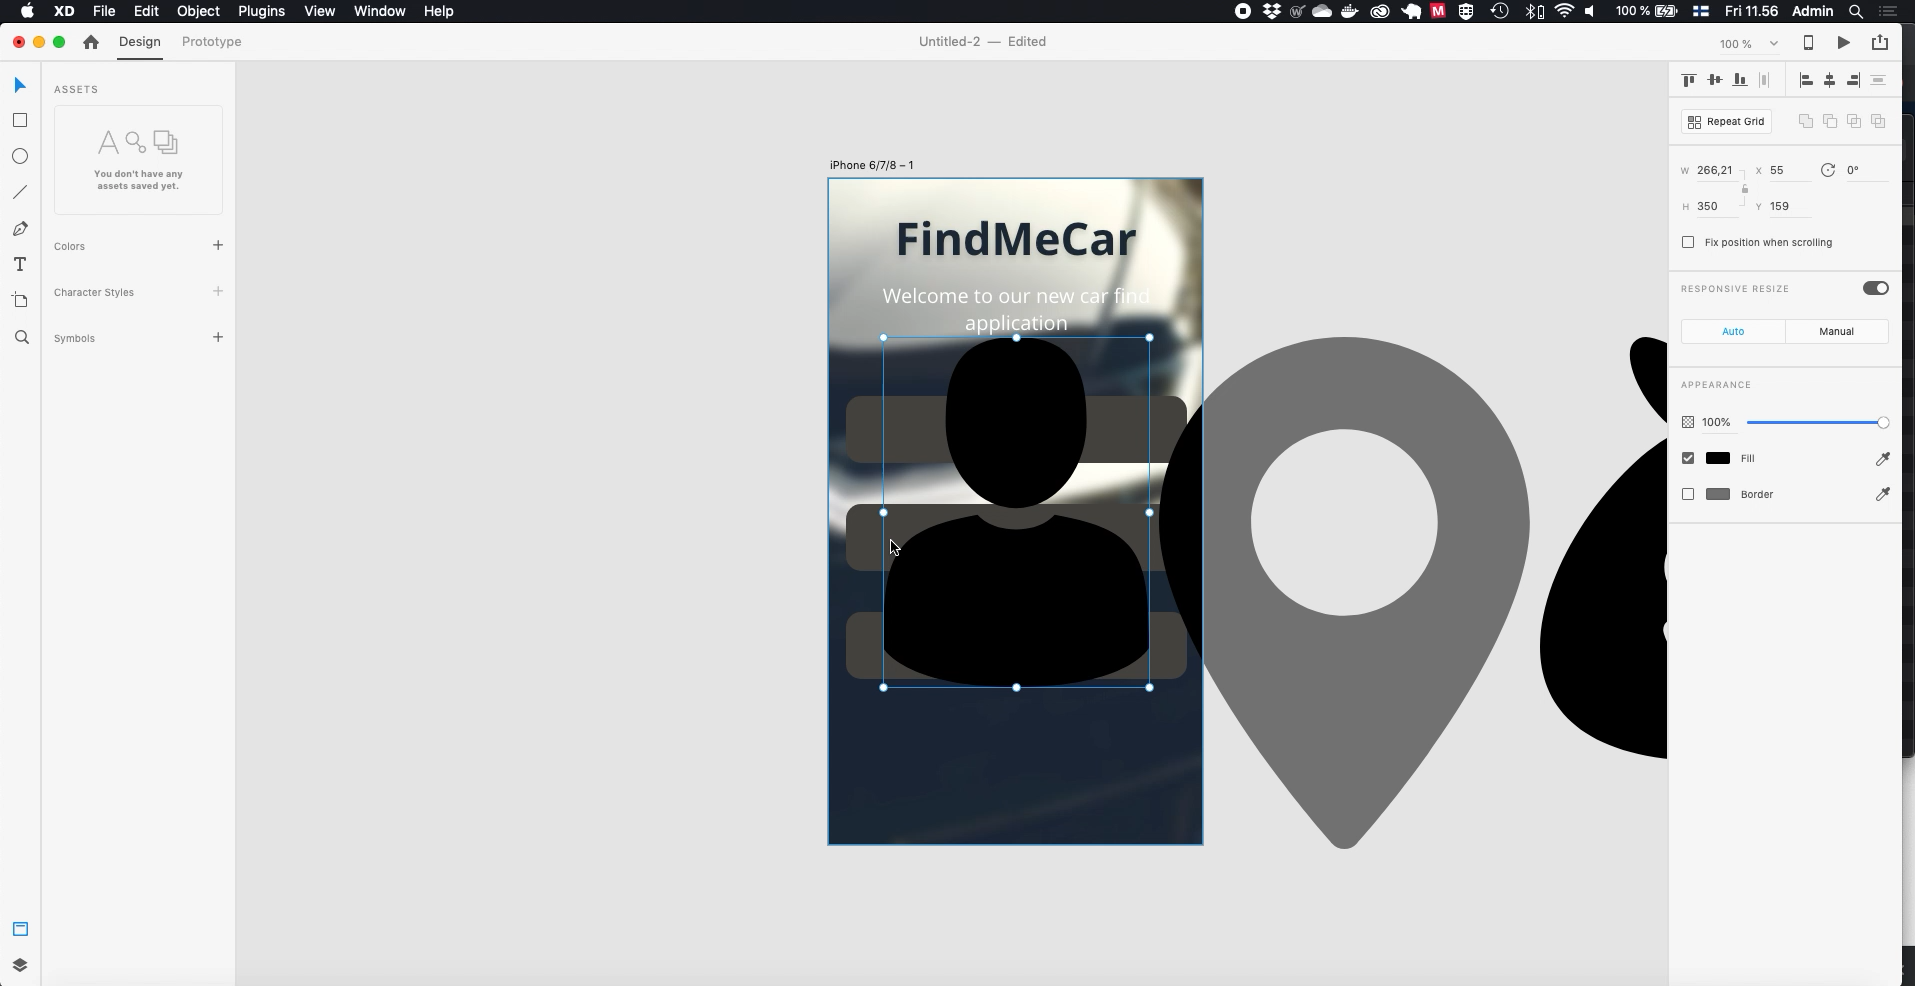 XD File Edit Object Plugins View Window Help
100 % Fri 11.56 Admin
Design Prototype
Untitled-2 — Edited
100 %
ASSETS
You don't have any
assets saved yet.
Colors
Character Styles
Symbols
iPhone 6/7/8 – 1
FindMeCar
Welcome to our new car find
application
Repeat Grid
W 266,21 X 55 0°
H 350 Y 159
Fix position when scrolling
RESPONSIVE RESIZE
Auto Manual
APPEARANCE
100%
Fill
Border